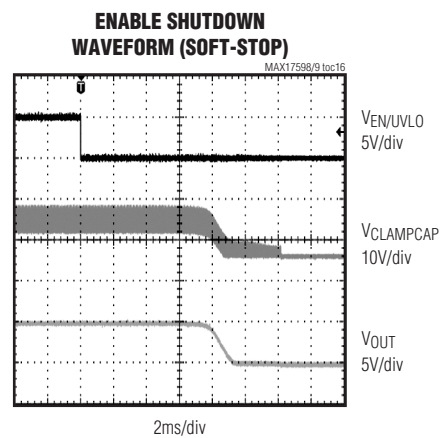 ENABLE SHUTDOWN
WAVEFORM (SOFT-STOP)
MAX17598/9 toc16
T
VEN/UVLO
5V/div
VCLAMPCAP
10V/div
VOUT
5V/div
2ms/div